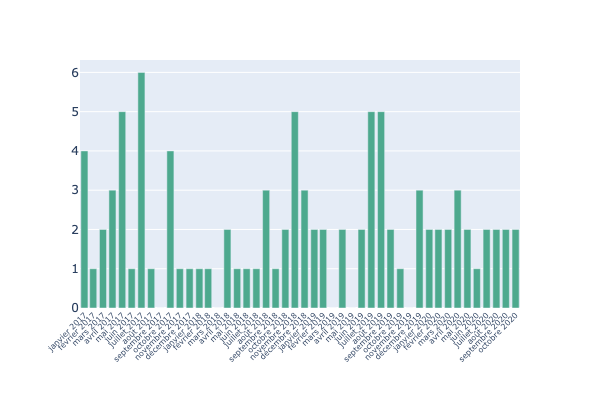 6
5
4
3
2
1
0
janvier 2017
février 2017
mars 2017
avril 2017
mai 2017
juin 2017
juillet 2017
août 2017
septembre 2017
octobre 2017
novembre 2017
décembre 2017
janvier 2018
février 2018
mars 2018
avril 2018
mai 2018
juin 2018
juillet 2018
août 2018
septembre 2018
octobre 2018
novembre 2018
décembre 2018
janvier 2019
février 2019
mars 2019
avril 2019
mai 2019
juin 2019
juillet 2019
août 2019
septembre 2019
octobre 2019
novembre 2019
décembre 2019
janvier 2020
février 2020
mars 2020
avril 2020
mai 2020
juin 2020
juillet 2020
août 2020
septembre 2020
octobre 2020